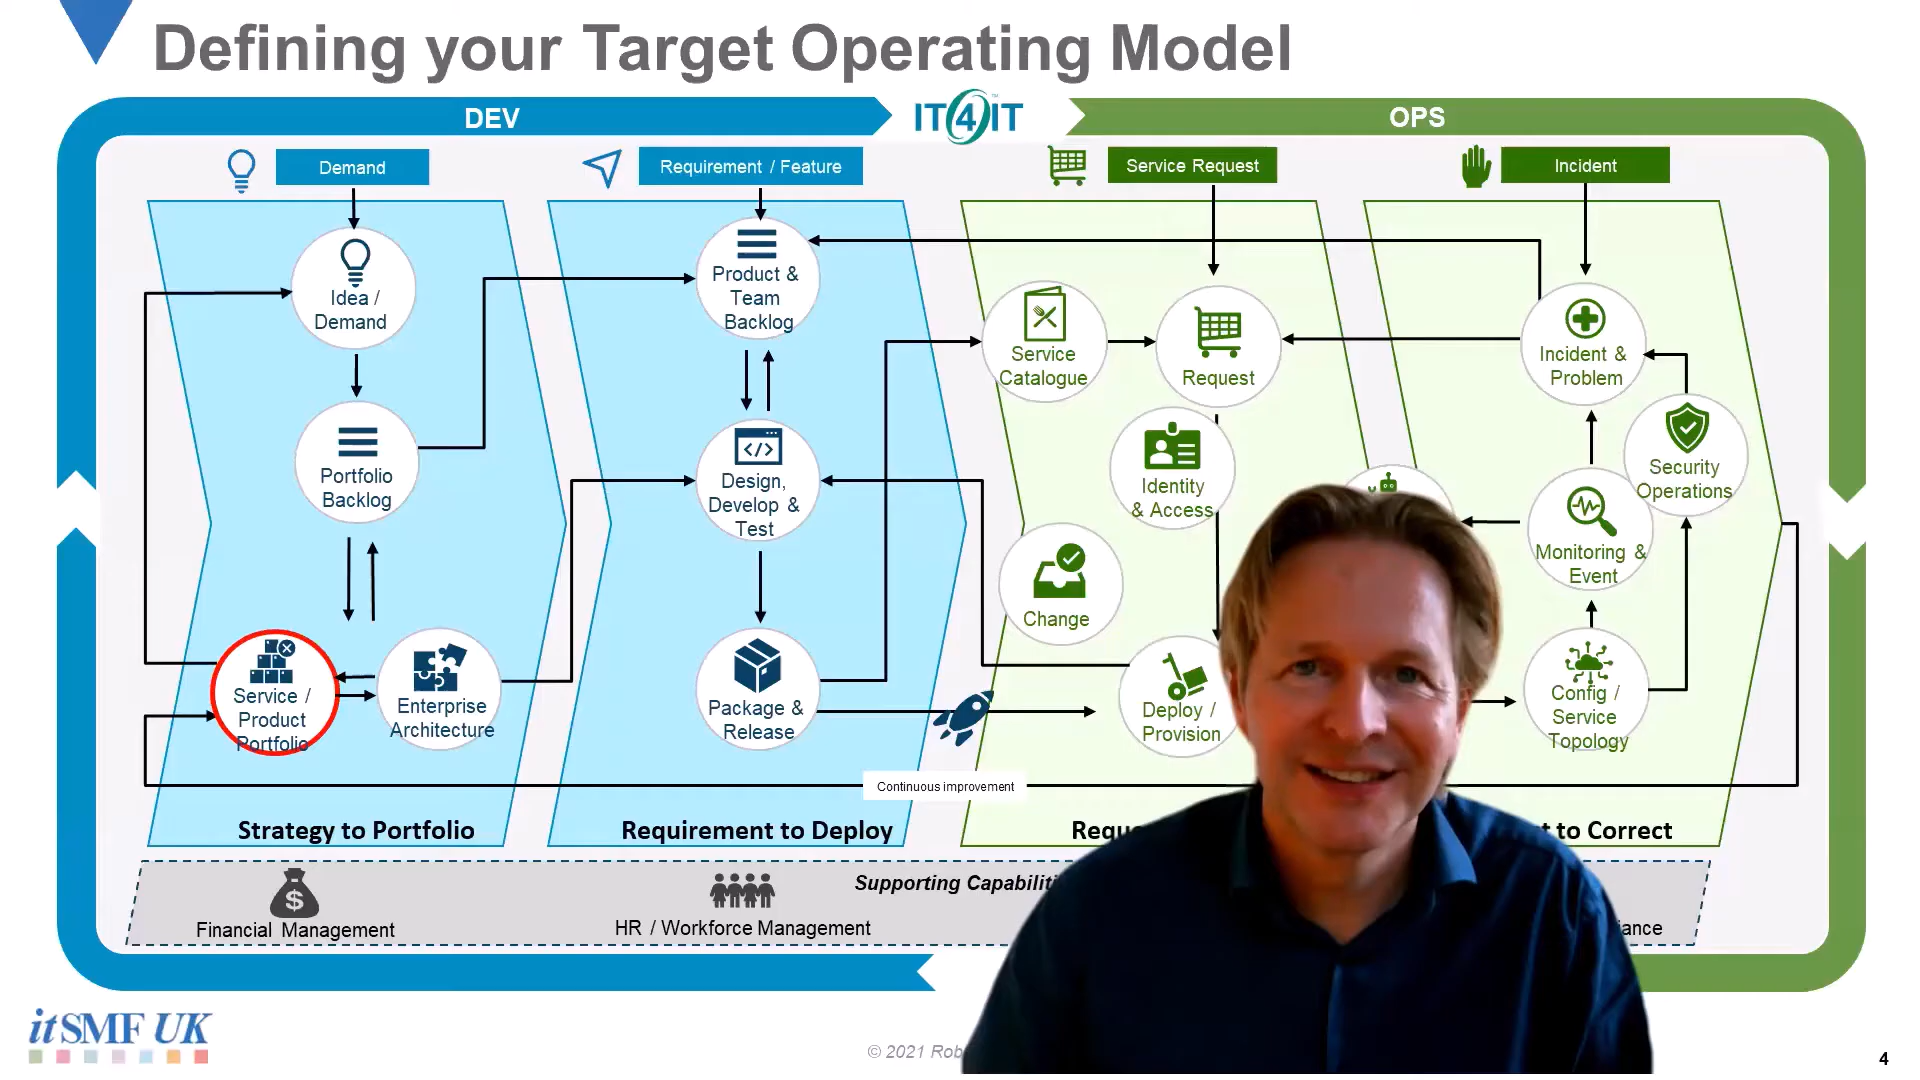 Defining your Target Operating Model
DEV
IT4IT
OPS
Demand
Requirement / Feature
Service Request
Incident
Idea /
Demand
Portfolio
Backlog
Service /
Product
Portfolio
Enterprise
Architecture
Product &
Team
Backlog
Design,
Develop &
Test
Package &
Release
Service
Catalogue
Request
Identity
& Access
Change
Deploy /
Provision
Incident &
Problem
Security
Operations
Monitoring &
Event
Config /
Service
Topology
Continuous improvement
Strategy to Portfolio
Requirement to Deploy
to Correct
Supporting
Financial Management
HR / Workforce Management
itSMF UK
© 2021
4